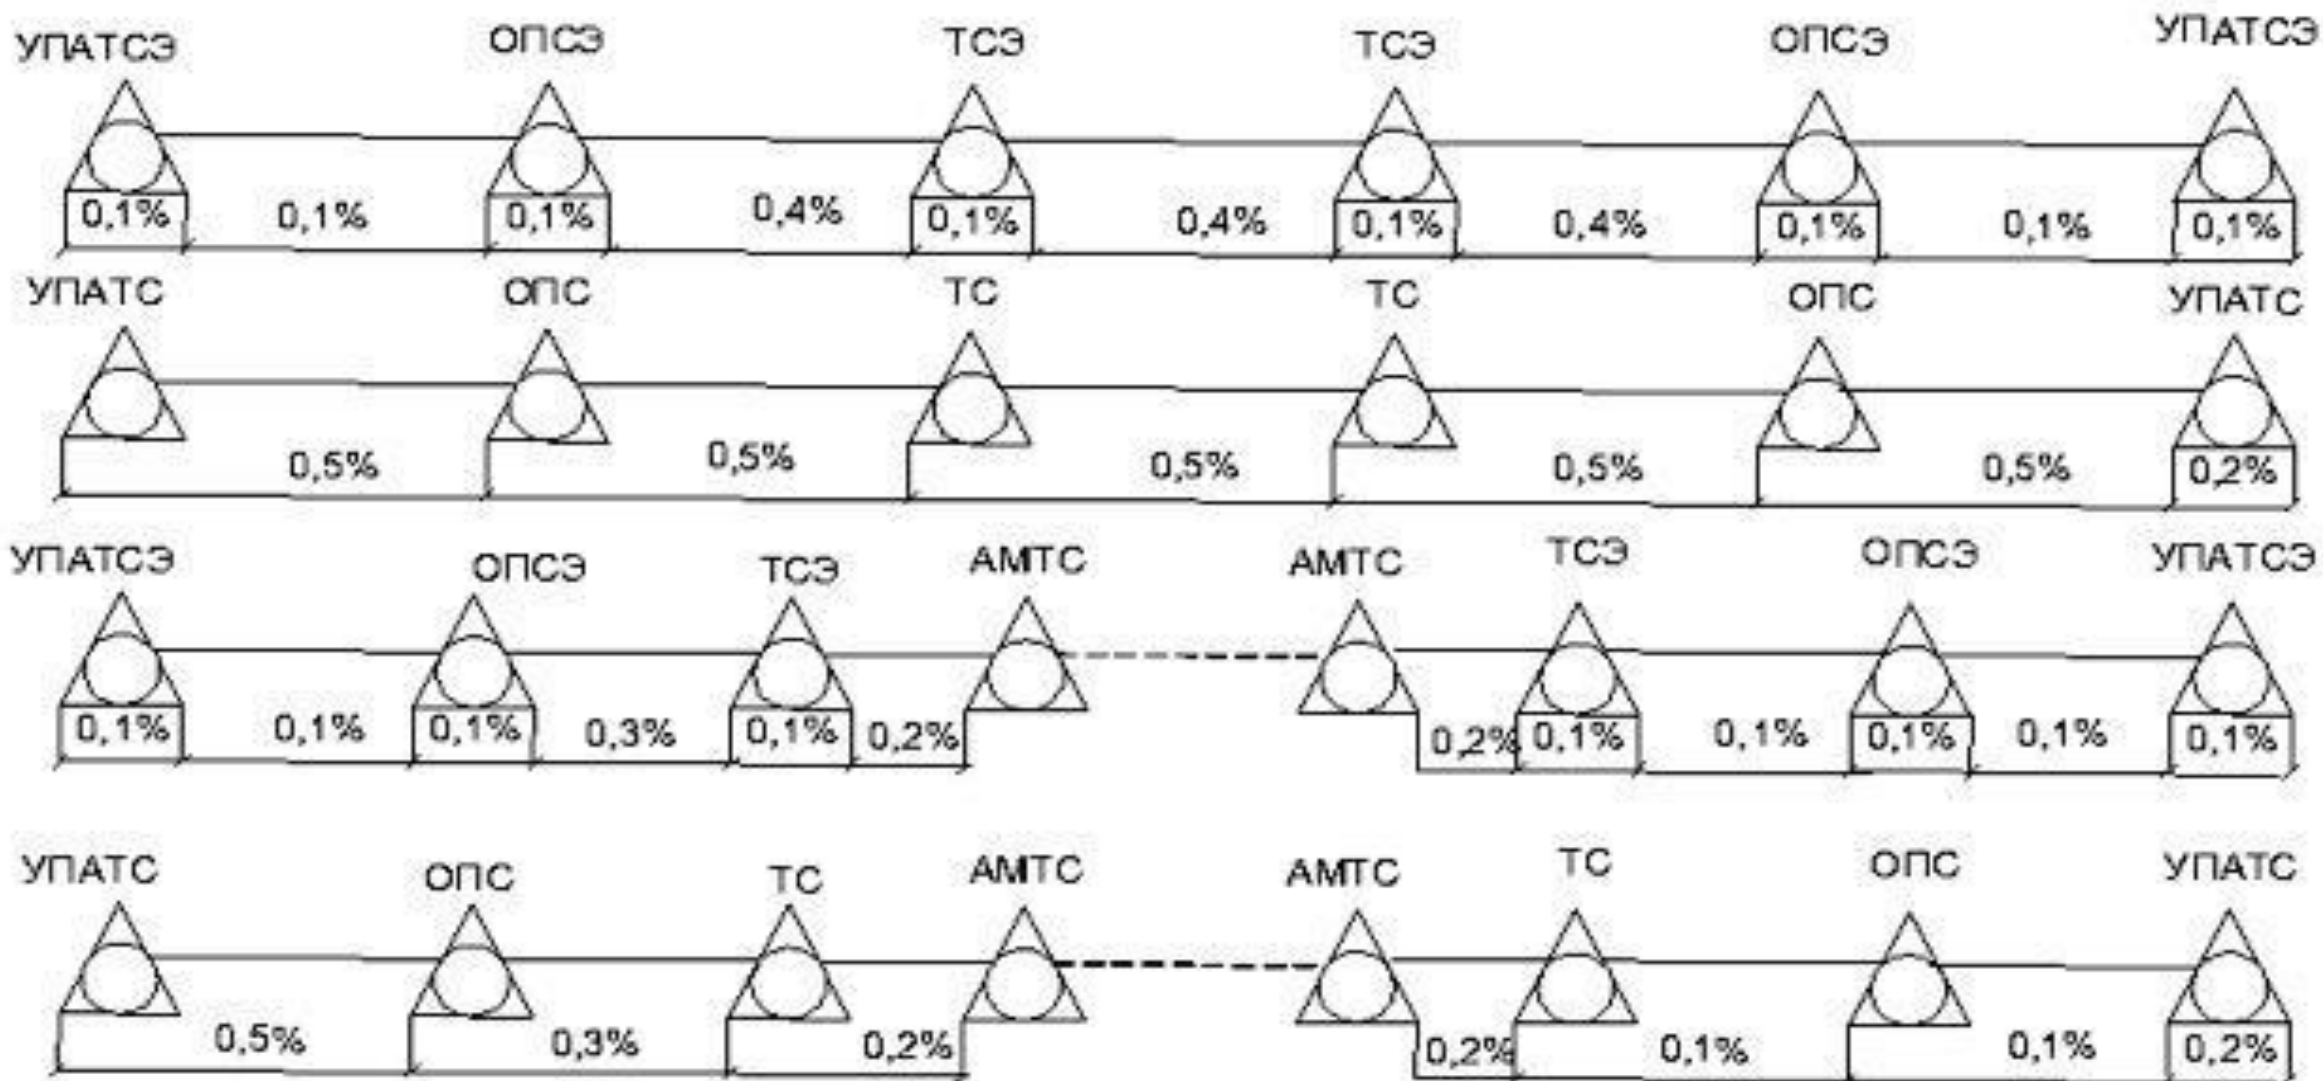 УПАТСЭ ОПСЭ ТСЭ ТСЭ ОПСЭ УПАТСЭ
0,1% 0,1% 0,1% 0,4% 0,1% 0,4% 0,1% 0,4% 0,1% 0,1% 0,1%
УПАТС ОПС ТС ТС ОПС УПАТС
0,5% 0,5% 0,5% 0,5% 0,5% 0,2%
УПАТСЭ ОПСЭ ТСЭ АМТС АМТС ТСЭ ОПСЭ УПАТСЭ
0,1% 0,1% 0,1% 0,3% 0,1% 0,2% 0,2% 0,1% 0,1% 0,1% 0,1% 0,1%
УПАТС ОПС ТС АМТС АМТС ТС ОПС УПАТС
0,5% 0,3% 0,2% 0,2% 0,1% 0,1% 0,2%